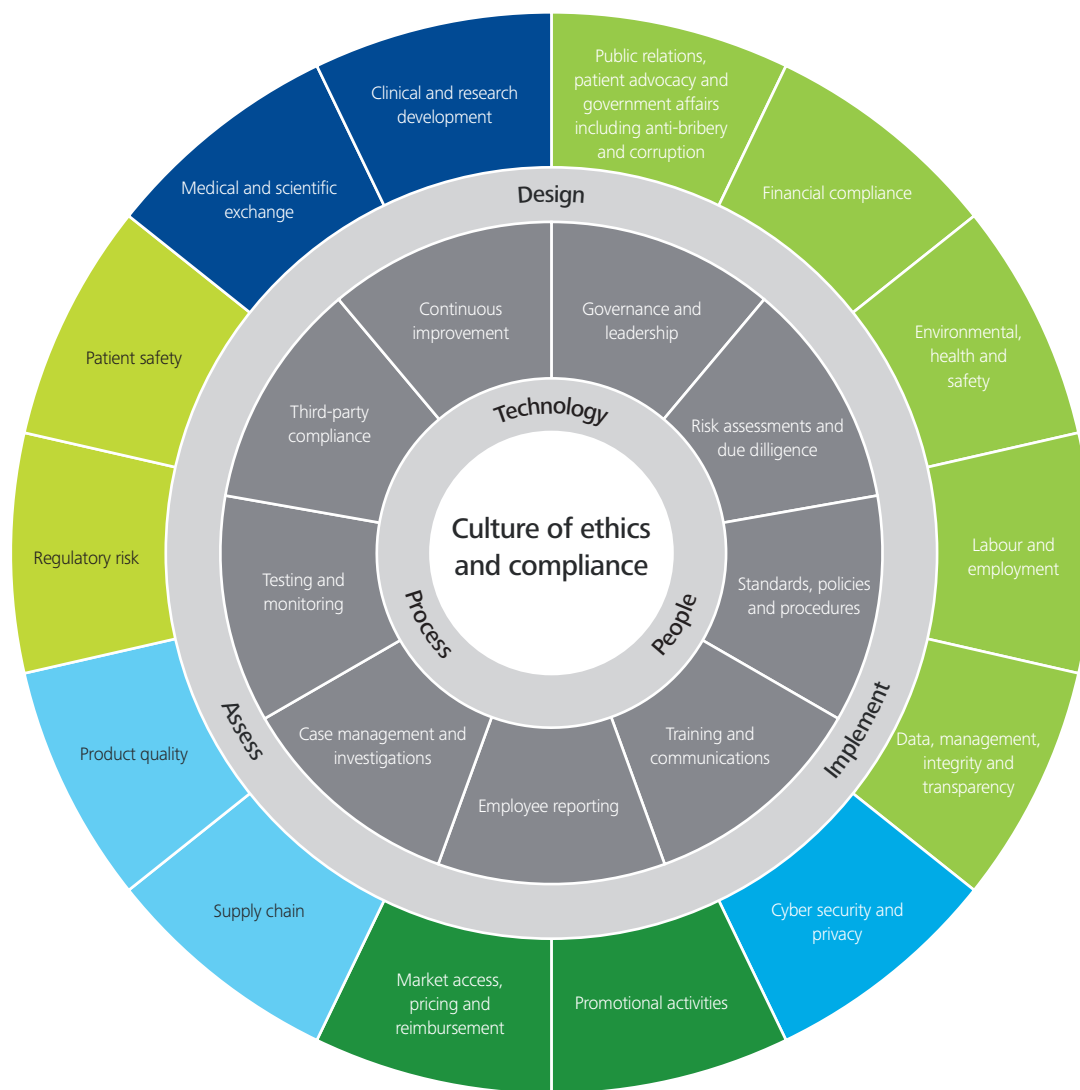 Public relations,
patient advocacy and
government affairs
including anti-bribery
and corruption
Financial compliance
Environmental,
health and
safety
Labour and
employment
Data, management,
integrity and
transparency
Cyber security and
privacy
Promotional activities
Market access,
pricing and
reimbursement
Supply chain
Product quality
Regulatory risk
Patient safety
Medical and scientific
exchange
Clinical and research
development
Design
Implement
Assess
Governance and
leadership
Risk assessments and
due dilligence
Standards, policies
and procedures
Training and
communications
Employee reporting
Case management and
investigations
Testing and
monitoring
Third-party
compliance
Continuous
improvement
Technology
People
Process
Culture of ethics
and compliance